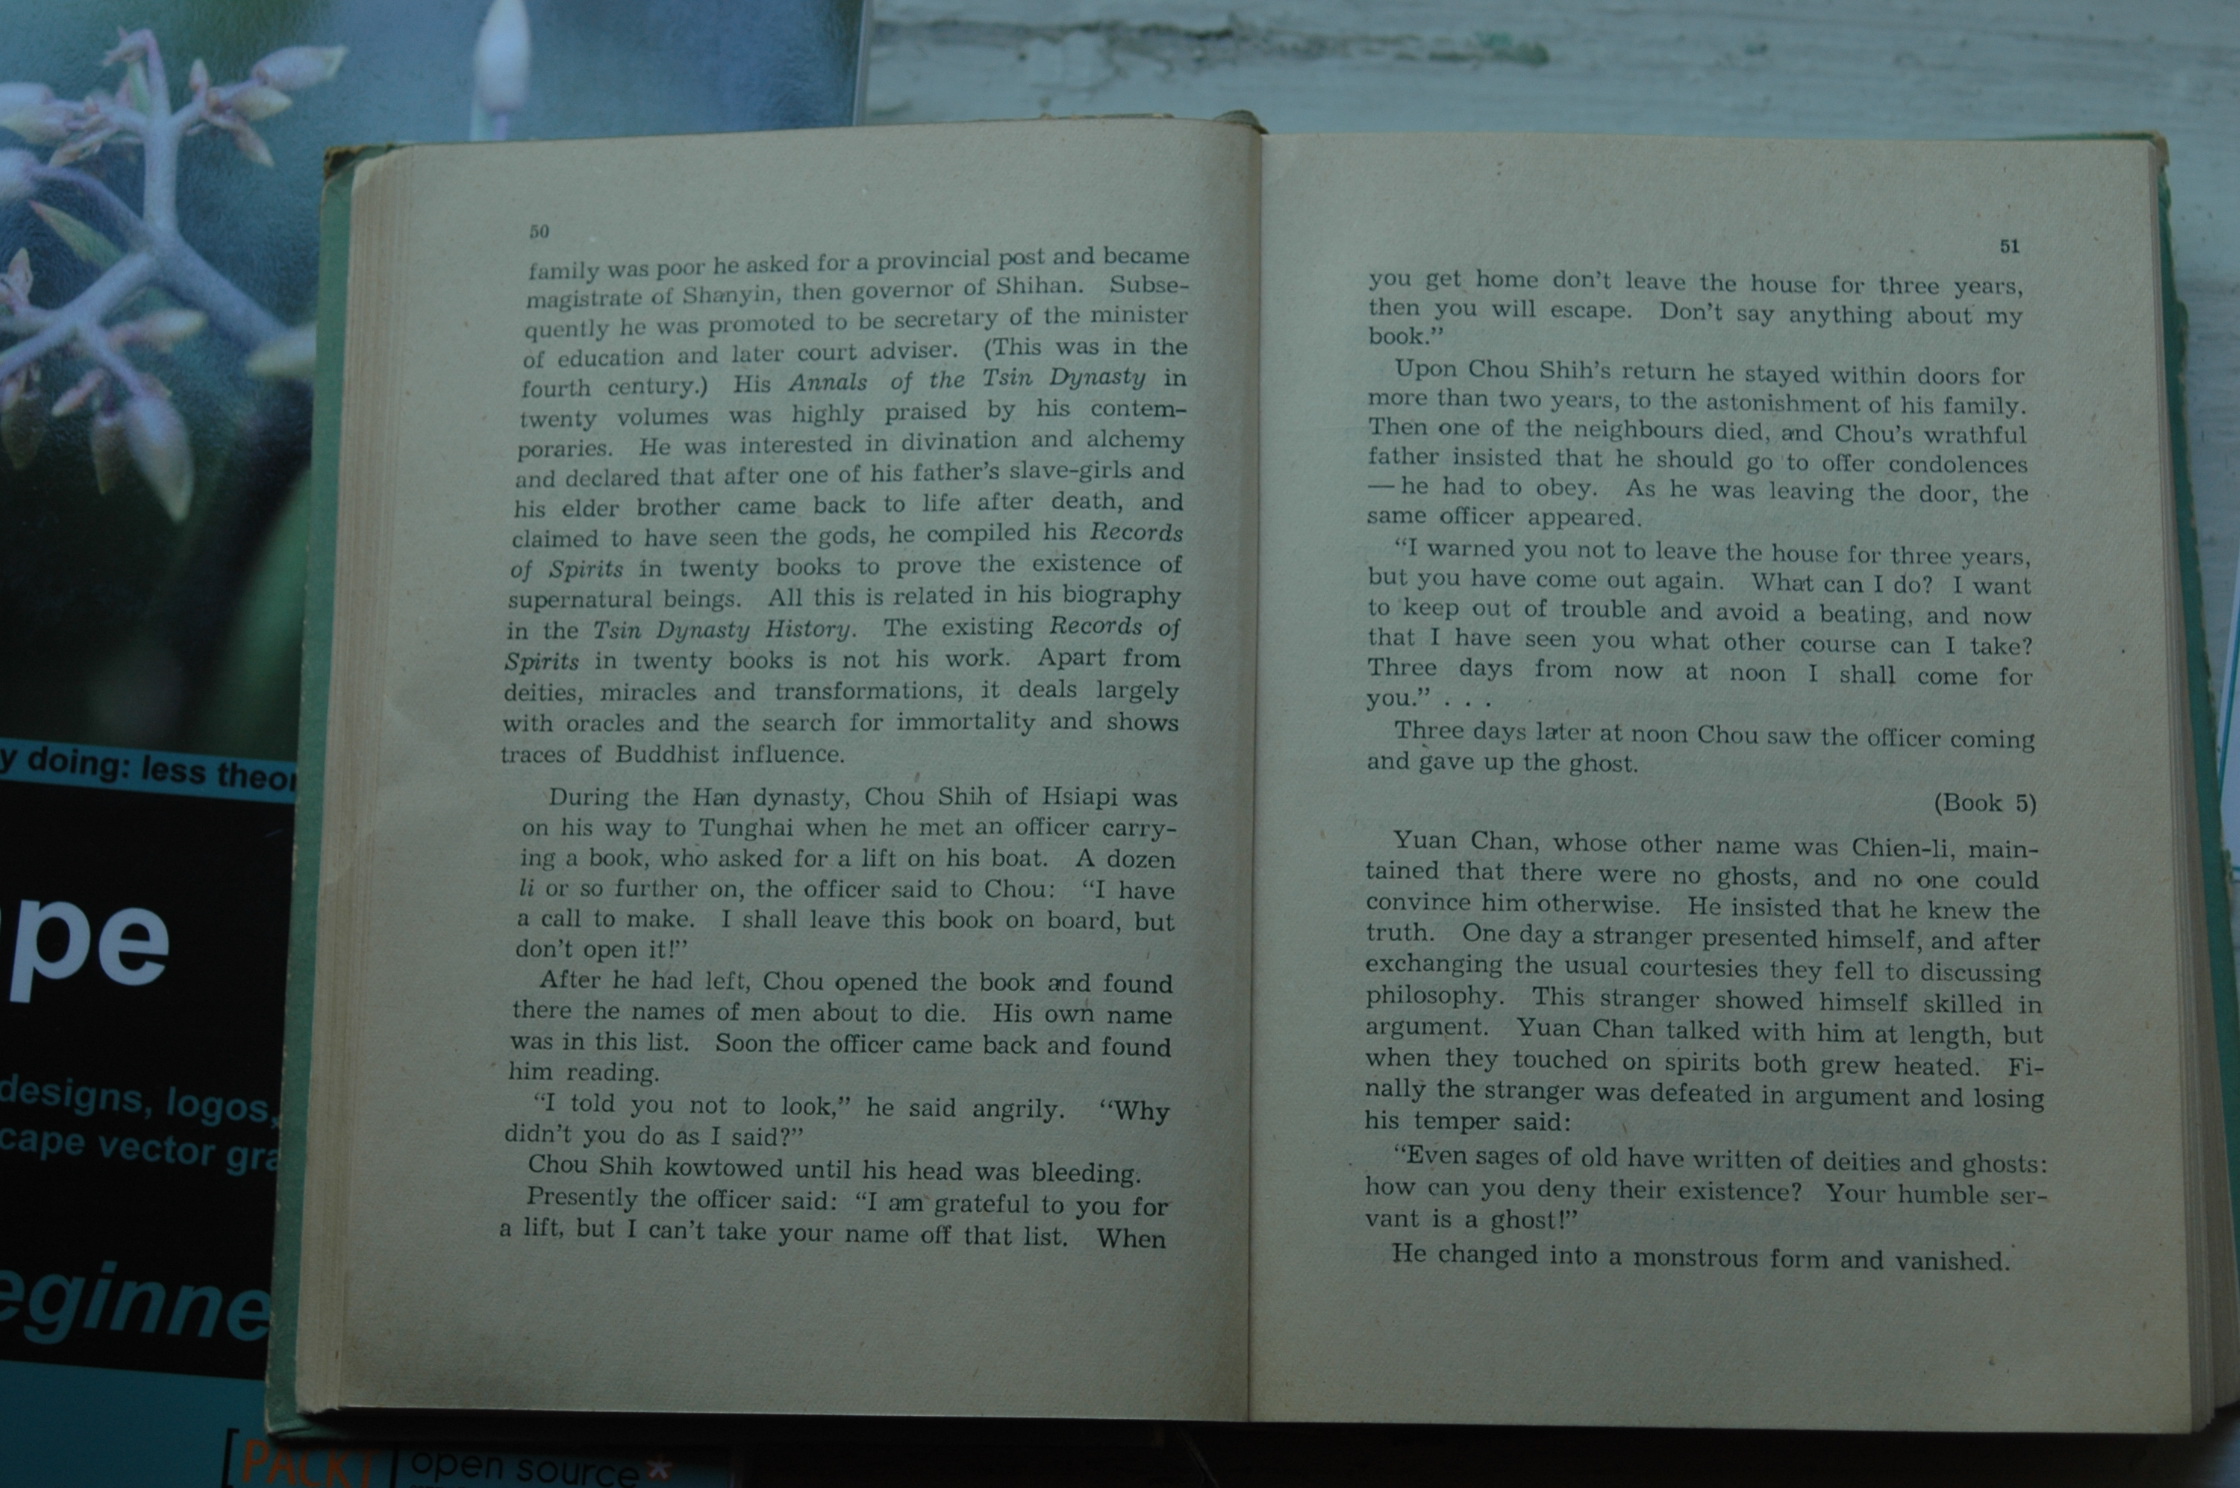 50
family was poor he asked for a provincial post and became
magistrate of Shanyin, then governor of Shihan. Subse-
quently he was promoted to be secretary of the minister
of education and later court adviser. (This was in the
fourth century.) His Annals of the Tsin Dynasty in
twenty volumes was highly praised by his contem-
poraries. He was interested in divination and alchemy
and declared that after one of his father's slave-girls and
his elder brother came back to life after death, and
claimed to have seen the gods, he compiled his Records
of Spirits in twenty books to prove the existence of
supernatural beings. All this is related in his biography
in the Tsin Dynasty History. The existing Records of
Spirits in twenty books is not his work. Apart from
deities, miracles and transformations, it deals largely
with oracles and the search for immortality and shows
traces of Buddhist influence.
During the Han dynasty, Chou Shih of Hsiapi was
on his way to Tunghai when he met an officer carry-
ing a book, who asked for a lift on his boat. A dozen
li or so further on, the officer said to Chou: “I have
a call to make. I shall leave this book on board, but
don't open it!”
After he had left, Chou opened the book and found
there the names of men about to die. His own name
was in this list. Soon the officer came back and found
him reading.
“I told you not to look,” he said angrily. “Why
didn't you do as I said?”
Chou Shih kowtowed until his head was bleeding.
Presently the officer said: “I am grateful to you for
a lift, but I can't take your name off that list. When
51
you get home don't leave the house for three years,
then you will escape. Don't say anything about my
book.”
Upon Chou Shih's return he stayed within doors for
more than two years, to the astonishment of his family.
Then one of the neighbours died, and Chou's wrathful
father insisted that he should go to offer condolences
— he had to obey. As he was leaving the door, the
same officer appeared.
“I warned you not to leave the house for three years,
but you have come out again. What can I do? I want
to keep out of trouble and avoid a beating, and now
that I have seen you what other course can I take?
Three days from now at noon I shall come for
you.” . . .
Three days later at noon Chou saw the officer coming
and gave up the ghost.
(Book 5)
Yuan Chan, whose other name was Chien-li, main-
tained that there were no ghosts, and no one could
convince him otherwise. He insisted that he knew the
truth. One day a stranger presented himself, and after
exchanging the usual courtesies they fell to discussing
philosophy. This stranger showed himself skilled in
argument. Yuan Chan talked with him at length, but
when they touched on spirits both grew heated. Fi-
nally the stranger was defeated in argument and losing
his temper said:
“Even sages of old have written of deities and ghosts:
how can you deny their existence? Your humble ser-
vant is a ghost!”
He changed into a monstrous form and vanished.
y doing: less theor
pe
designs, logos,
cape vector gra
eginne
[PACKT] open source*